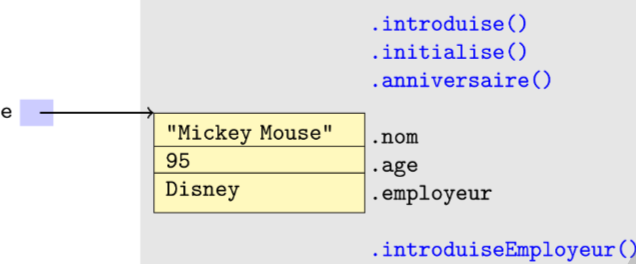 .introduise()
.initialise()
.anniversaire()
e
"Mickey Mouse" .nom
95 .age
Disney .employeur
.introduiseEmployeur()